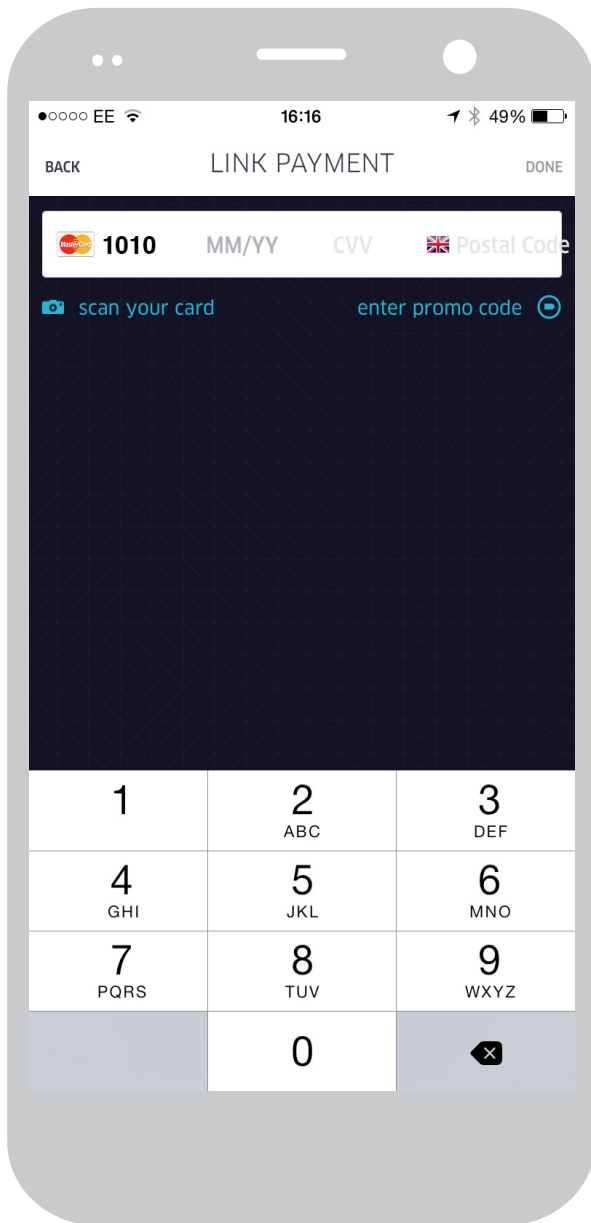 EE 16:16 49%
BACK LINK PAYMENT DONE
MasterCard 1010 MM/YY CVV Postal Code
scan your card enter promo code
1 2 3
ABC DEF
4 5 6
GHI JKL MNO
7 8 9
PQRS TUV WXYZ
0